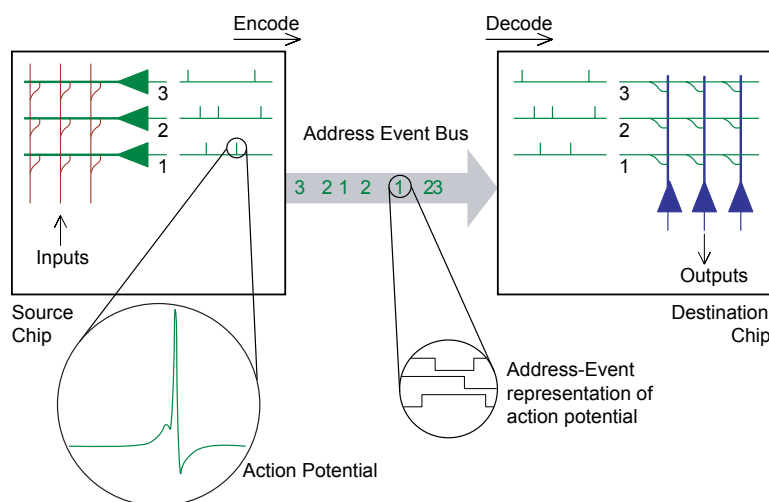 Encode
Decode
3
2
1
Address Event Bus
3 2 1 2 1 23
3
2
1
Inputs
Outputs
Source
Chip
Destination
Chip
Address-Event
representation of
action potential
Action Potential